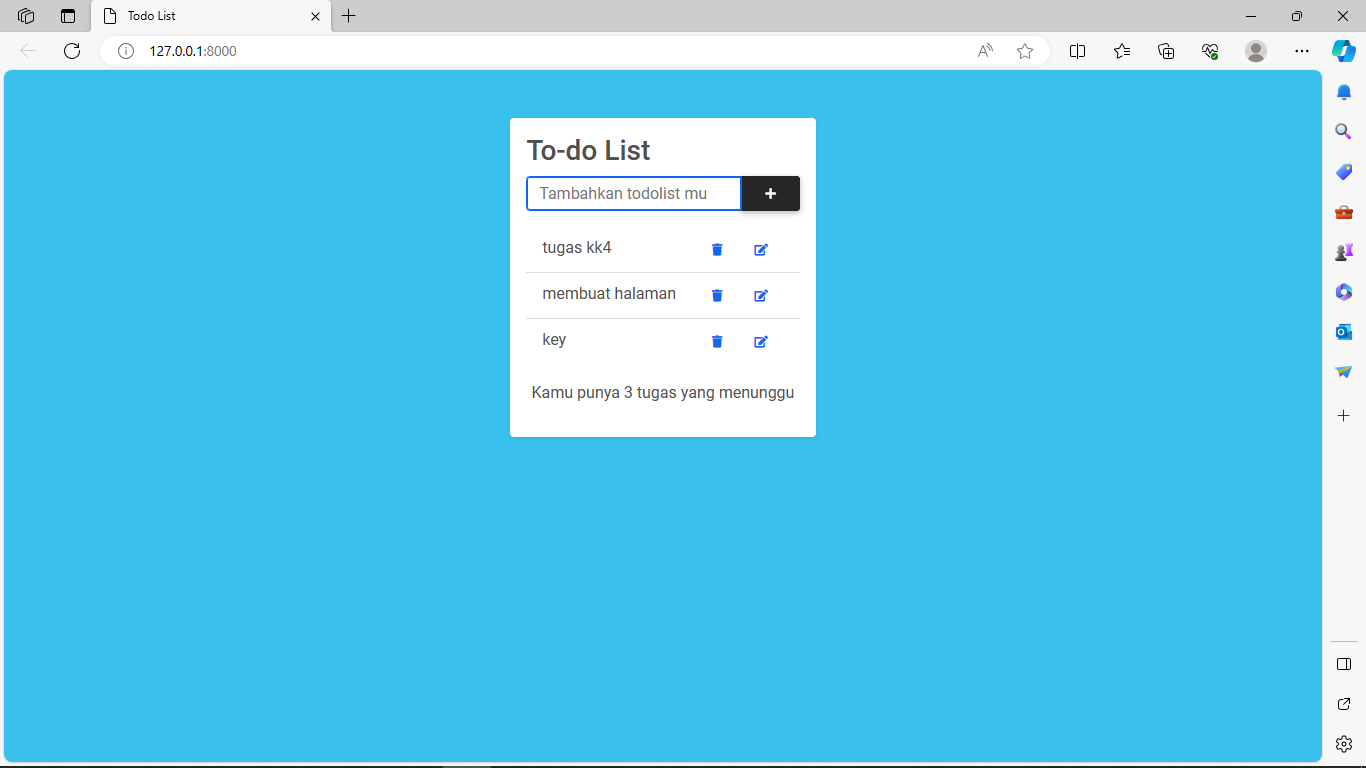 Todo List
127.0.0.1:8000
To-do List
Tambahkan todolist mu
tugas kk4
membuat halaman
key
Kamu punya 3 tugas yang menunggu